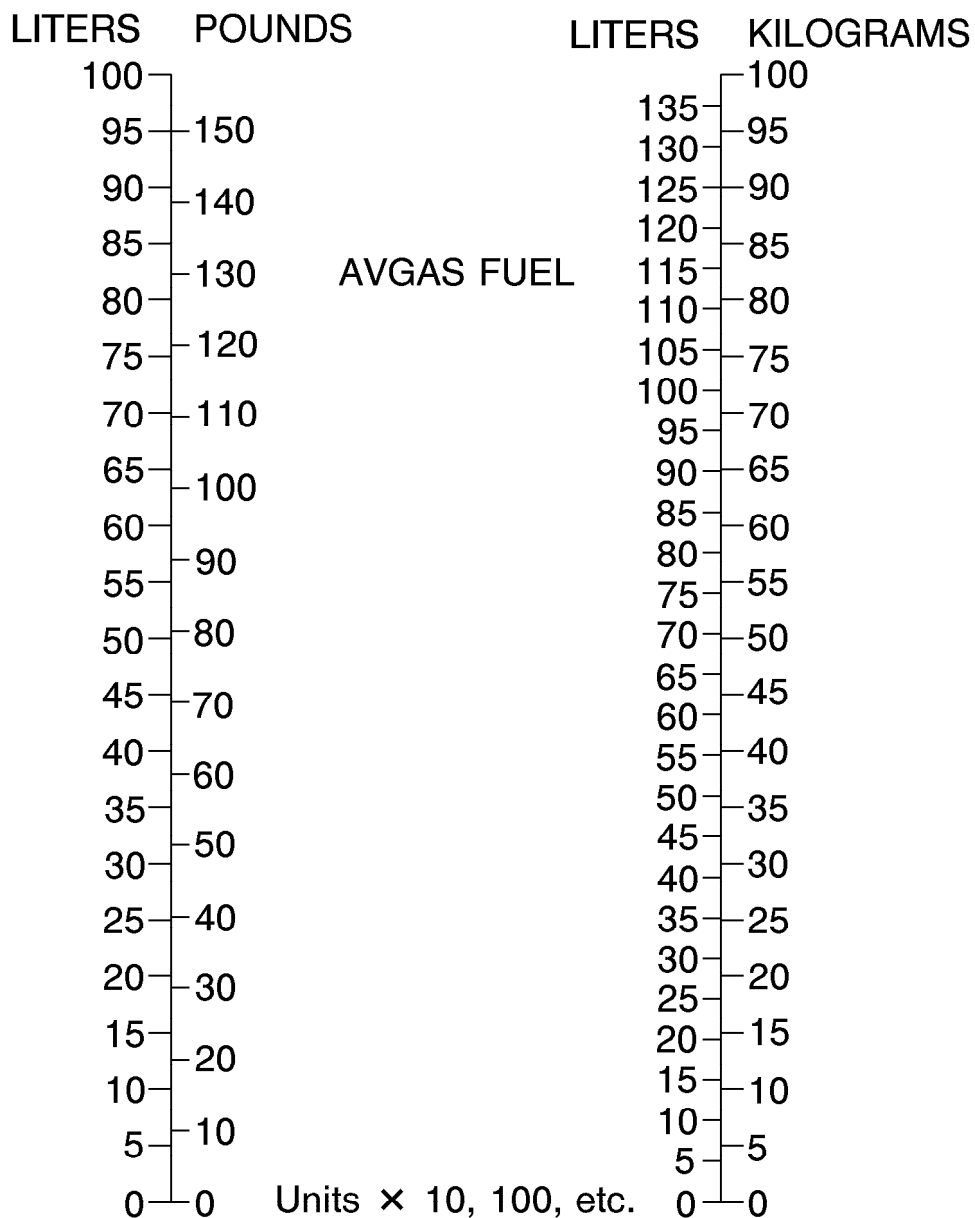 LITERS POUNDS LITERS KILOGRAMS
100 100
135
95 150 95
130
90 140 125 90
120
85 85
130 AVGAS FUEL 115
80 110 80
120
75 105 75
100
70 110 70
95
65 90 65
100
85
60 60
80
90
55 75 55
50 80 70 50
65
45 70 45
60
40 55 40
60
50
35 35
50 45
30 30
40
25 40 35 25
30
20 30 20
25
15 20 15
20
15
10 10
10 10
5 5
5
0 0 Units × 10, 100, etc. 0 0